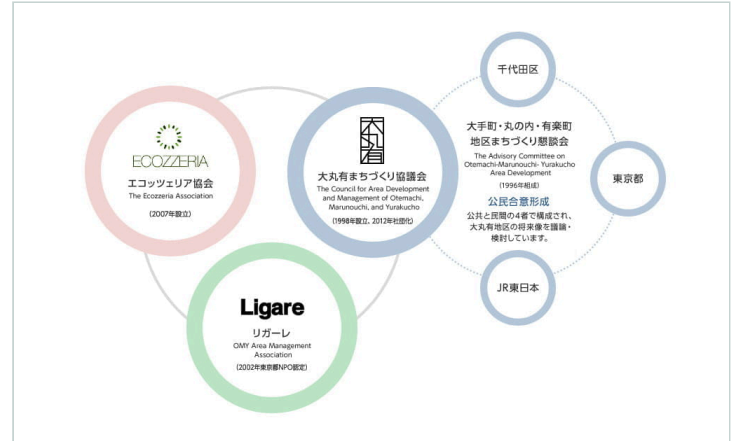 ECOZZERIA
エコッツェリア協会
The Ecozzeria Association
(2007年設立)
大丸有
大丸有まちづくり協議会
The Council for Area Development
and Management of Otemachi,
Marunouchi, and Yurakucho
(1998年設立、2012年社団化)
Ligare
リガーレ
OMY Area Management
Association
(2002年東京都NPO認定)
千代田区
大手町・丸の内・有楽町
地区まちづくり懇談会
The Advisory Committee on
Otemachi-Marunouchi- Yurakucho
Area Development
(1996年組成)
公民合意形成
公共と民間の4者で構成され、
大丸有地区の将来像を議論・
検討しています。
東京都
JR東日本